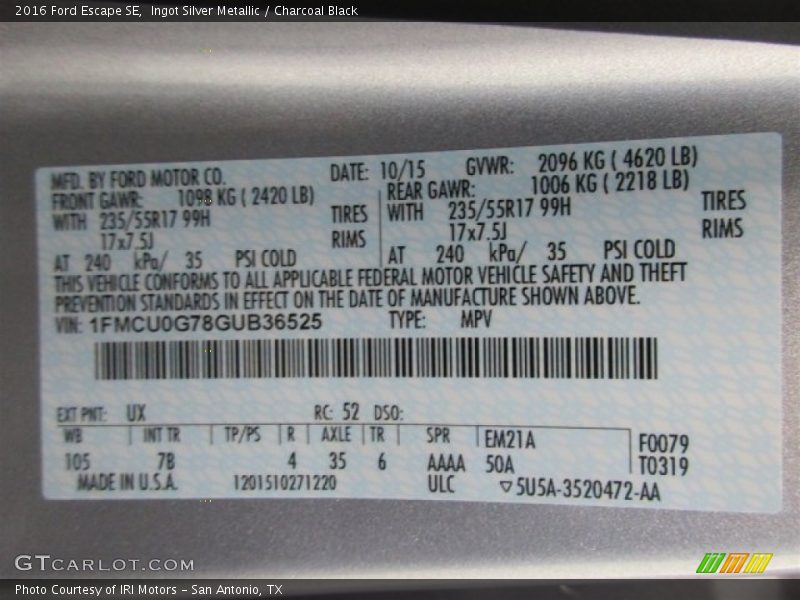 2016 Ford Escape SE,  Ingot Silver Metallic / Charcoal Black
MFD. BY FORD MOTOR CO. DATE: 10/15 GVWR: 2096 KG ( 4620 LB)
FRONT GAWR: 1098 KG ( 2420 LB) REAR GAWR: 1006 KG ( 2218 LB)
WITH 235/55R17 99H TIRES WITH 235/55R17 99H TIRES
17x7.5J RIMS 17x7.5J RIMS
AT 240 kPa/ 35 PSI COLD AT 240 kPa/ 35 PSI COLD
THIS VEHICLE CONFORMS TO ALL APPLICABLE FEDERAL MOTOR VEHICLE SAFETY AND THEFT
PREVENTION STANDARDS IN EFFECT ON THE DATE OF MANUFACTURE SHOWN ABOVE.
VIN: 1FMCU0G78GUB36525 TYPE: MPV
EXT PNT: UX RC: 52 DSO:
WB INT TR TP/PS R AXLE TR SPR EM21A F0079
105 7B 4 35 6 AAAA 50A T0319
MADE IN U.S.A. 1201510271220 ULC ▽5U5A-3520472-AA
GTCARLOT.COM
Photo Courtesy of IRI Motors – San Antonio, TX